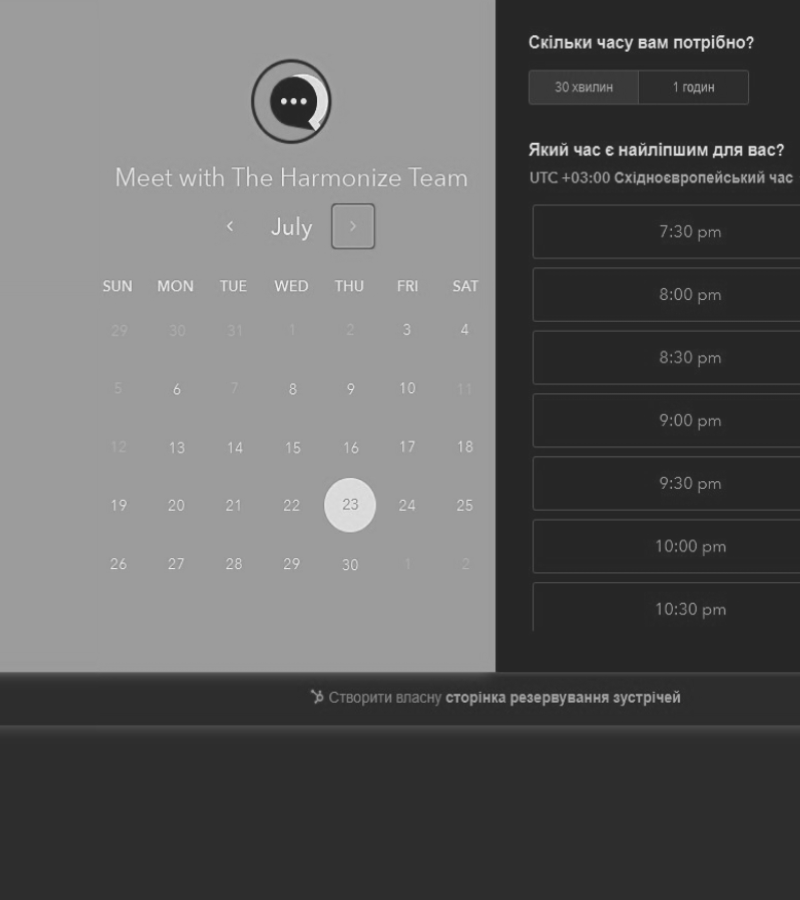 Meet with The Harmonize Team
July
SUN MON TUE WED THU FRI SAT
29 30 31 1 2 3 4
5 6 7 8 9 10 11
12 13 14 15 16 17 18
19 20 21 22 23 24 25
26 27 28 29 30 1 2
Скільки часу вам потрібно?
30 хвилин 1 годин
Який час є найліпшим для вас?
UTC +03:00 Східноєвропейський час
7:30 pm
8:00 pm
8:30 pm
9:00 pm
9:30 pm
10:00 pm
10:30 pm
Створити власну сторінка резервування зустрічей